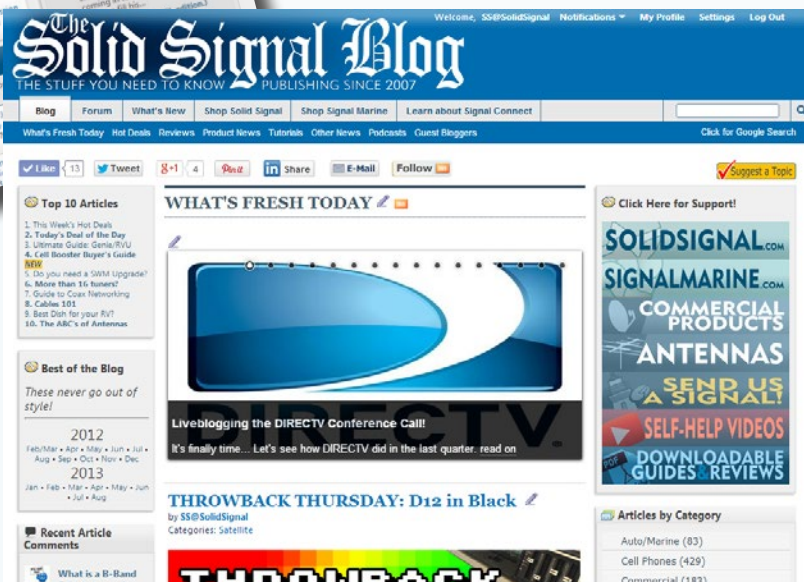 Welcome, SS@SolidSignal Notifications My Profile Settings Log Out
The
Solid Signal Blog
THE STUFF YOU NEED TO KNOW PUBLISHING SINCE 2007
Blog Forum What's New Shop Solid Signal Shop Signal Marine Learn about Signal Connect
What's Fresh Today Hot Deals Reviews Product News Tutorials Other News Podcasts Guest Bloggers Click for Google Search
Like 13 Tweet g+1 4 Pin it in Share E-Mail Follow Suggest a Topic
Top 10 Articles
1. This Week's Hot Deals
2. Today's Deal of the Day
3. Ultimate Guide: Genie/RVU
4. Cell Booster Buyer's Guide
NEW
5. Do you need a SWM Upgrade?
6. More than 16 tuners?
7. Guide to Coax Networking
8. Cables 101
9. Best Dish for your RV?
10. The ABC's of Antennas
Best of the Blog
These never go out of
style!
2012
Feb/Mar • Apr • May • Jun • Jul •
Aug • Sep • Oct • Nov • Dec
2013
Jan • Feb • Mar • Apr • May • Jun
• Jul • Aug
Recent Article
Comments
What is a B-Band
WHAT'S FRESH TODAY
DIRECTV.
Liveblogging the DIRECTV Conference Call!
It's finally time... Let's see how DIRECTV did in the last quarter. read on
THROWBACK THURSDAY: D12 in Black
by SS@SolidSignal
Categories: Satellite
THROWBACK
Click Here for Support!
SOLIDSIGNAL.COM
SIGNALMARINE.COM
COMMERCIAL
PRODUCTS
ANTENNAS
SEND US
A SIGNAL!
SELF-HELP VIDEOS
PDF DOWNLOADABLE
GUIDES & REVIEWS
Articles by Category
Auto/Marine (83)
Cell Phones (429)
Commercial (183)